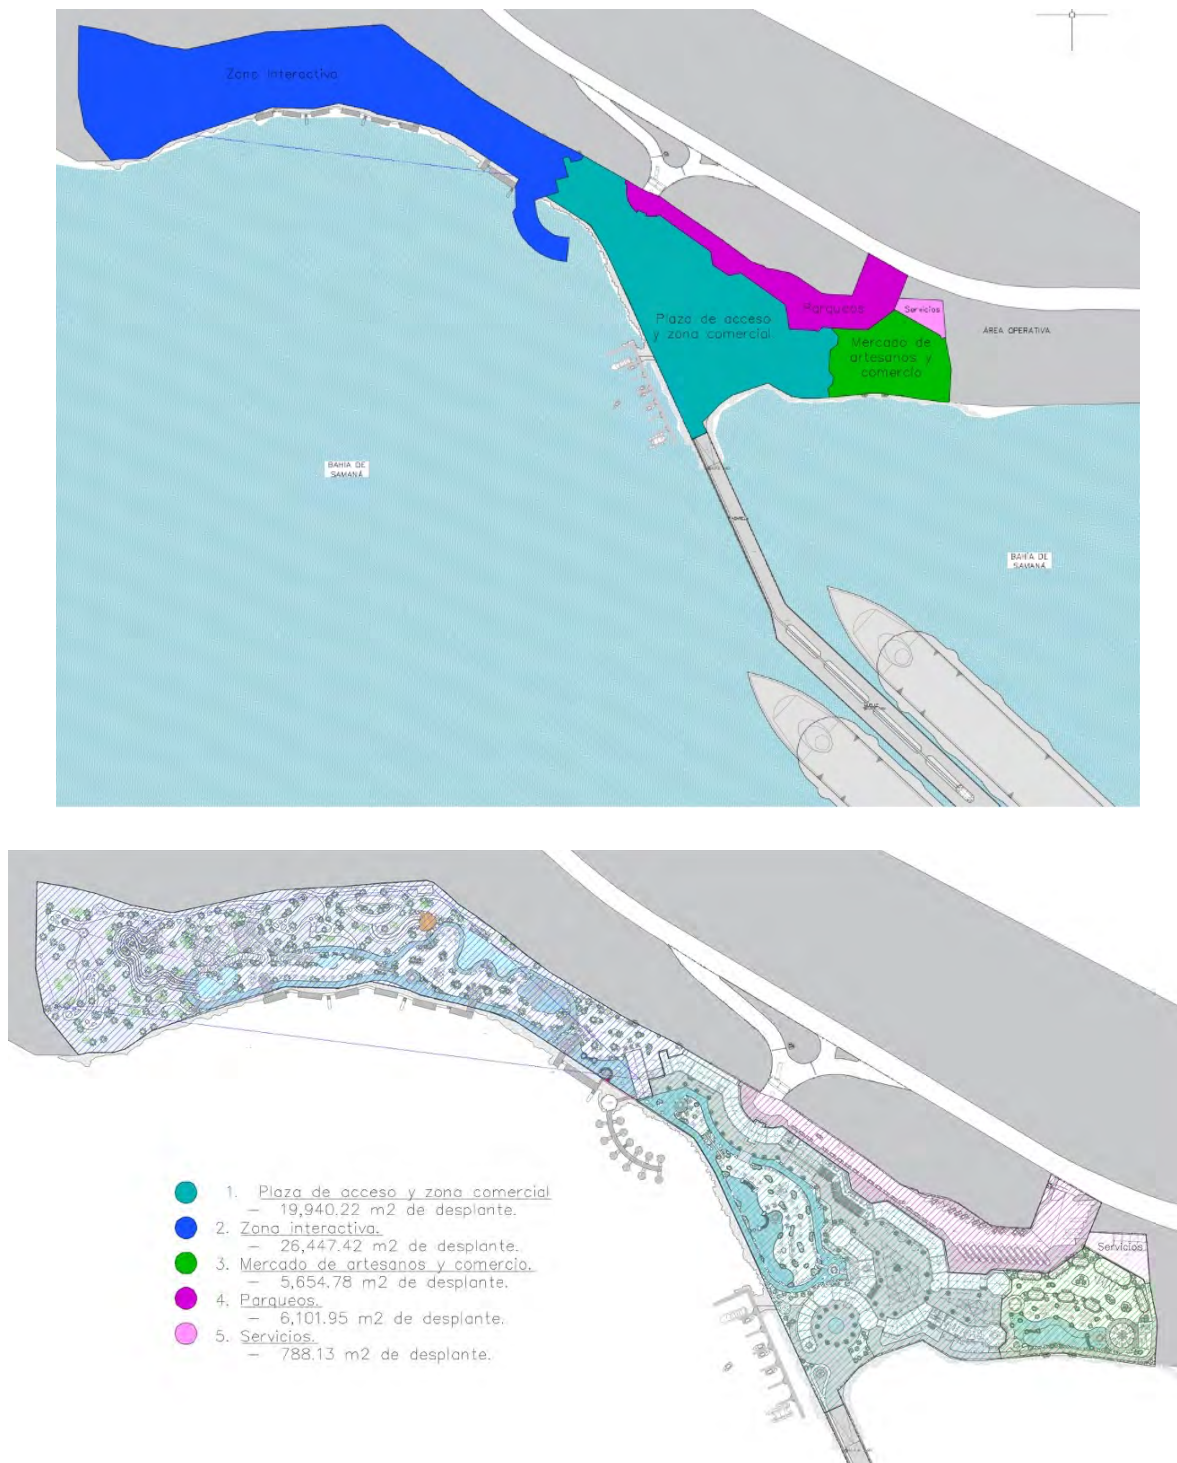 Zona Interactiva
Plaza de acceso
y zona comercial
Parqueos
Servicios
Mercado de
artesanos y
comercio
ÁREA OPERATIVA
BAHÍA DE
SAMANÁ
BAHÍA DE
SAMANÁ
1. Plaza de acceso y zona comercial
– 19,940.22 m2 de desplante.
2. Zona interactiva.
– 26,447.42 m2 de desplante.
3. Mercado de artesanos y comercio.
– 5,654.78 m2 de desplante.
4. Parqueos.
– 6,101.95 m2 de desplante.
5. Servicios.
– 788.13 m2 de desplante.
Servicios